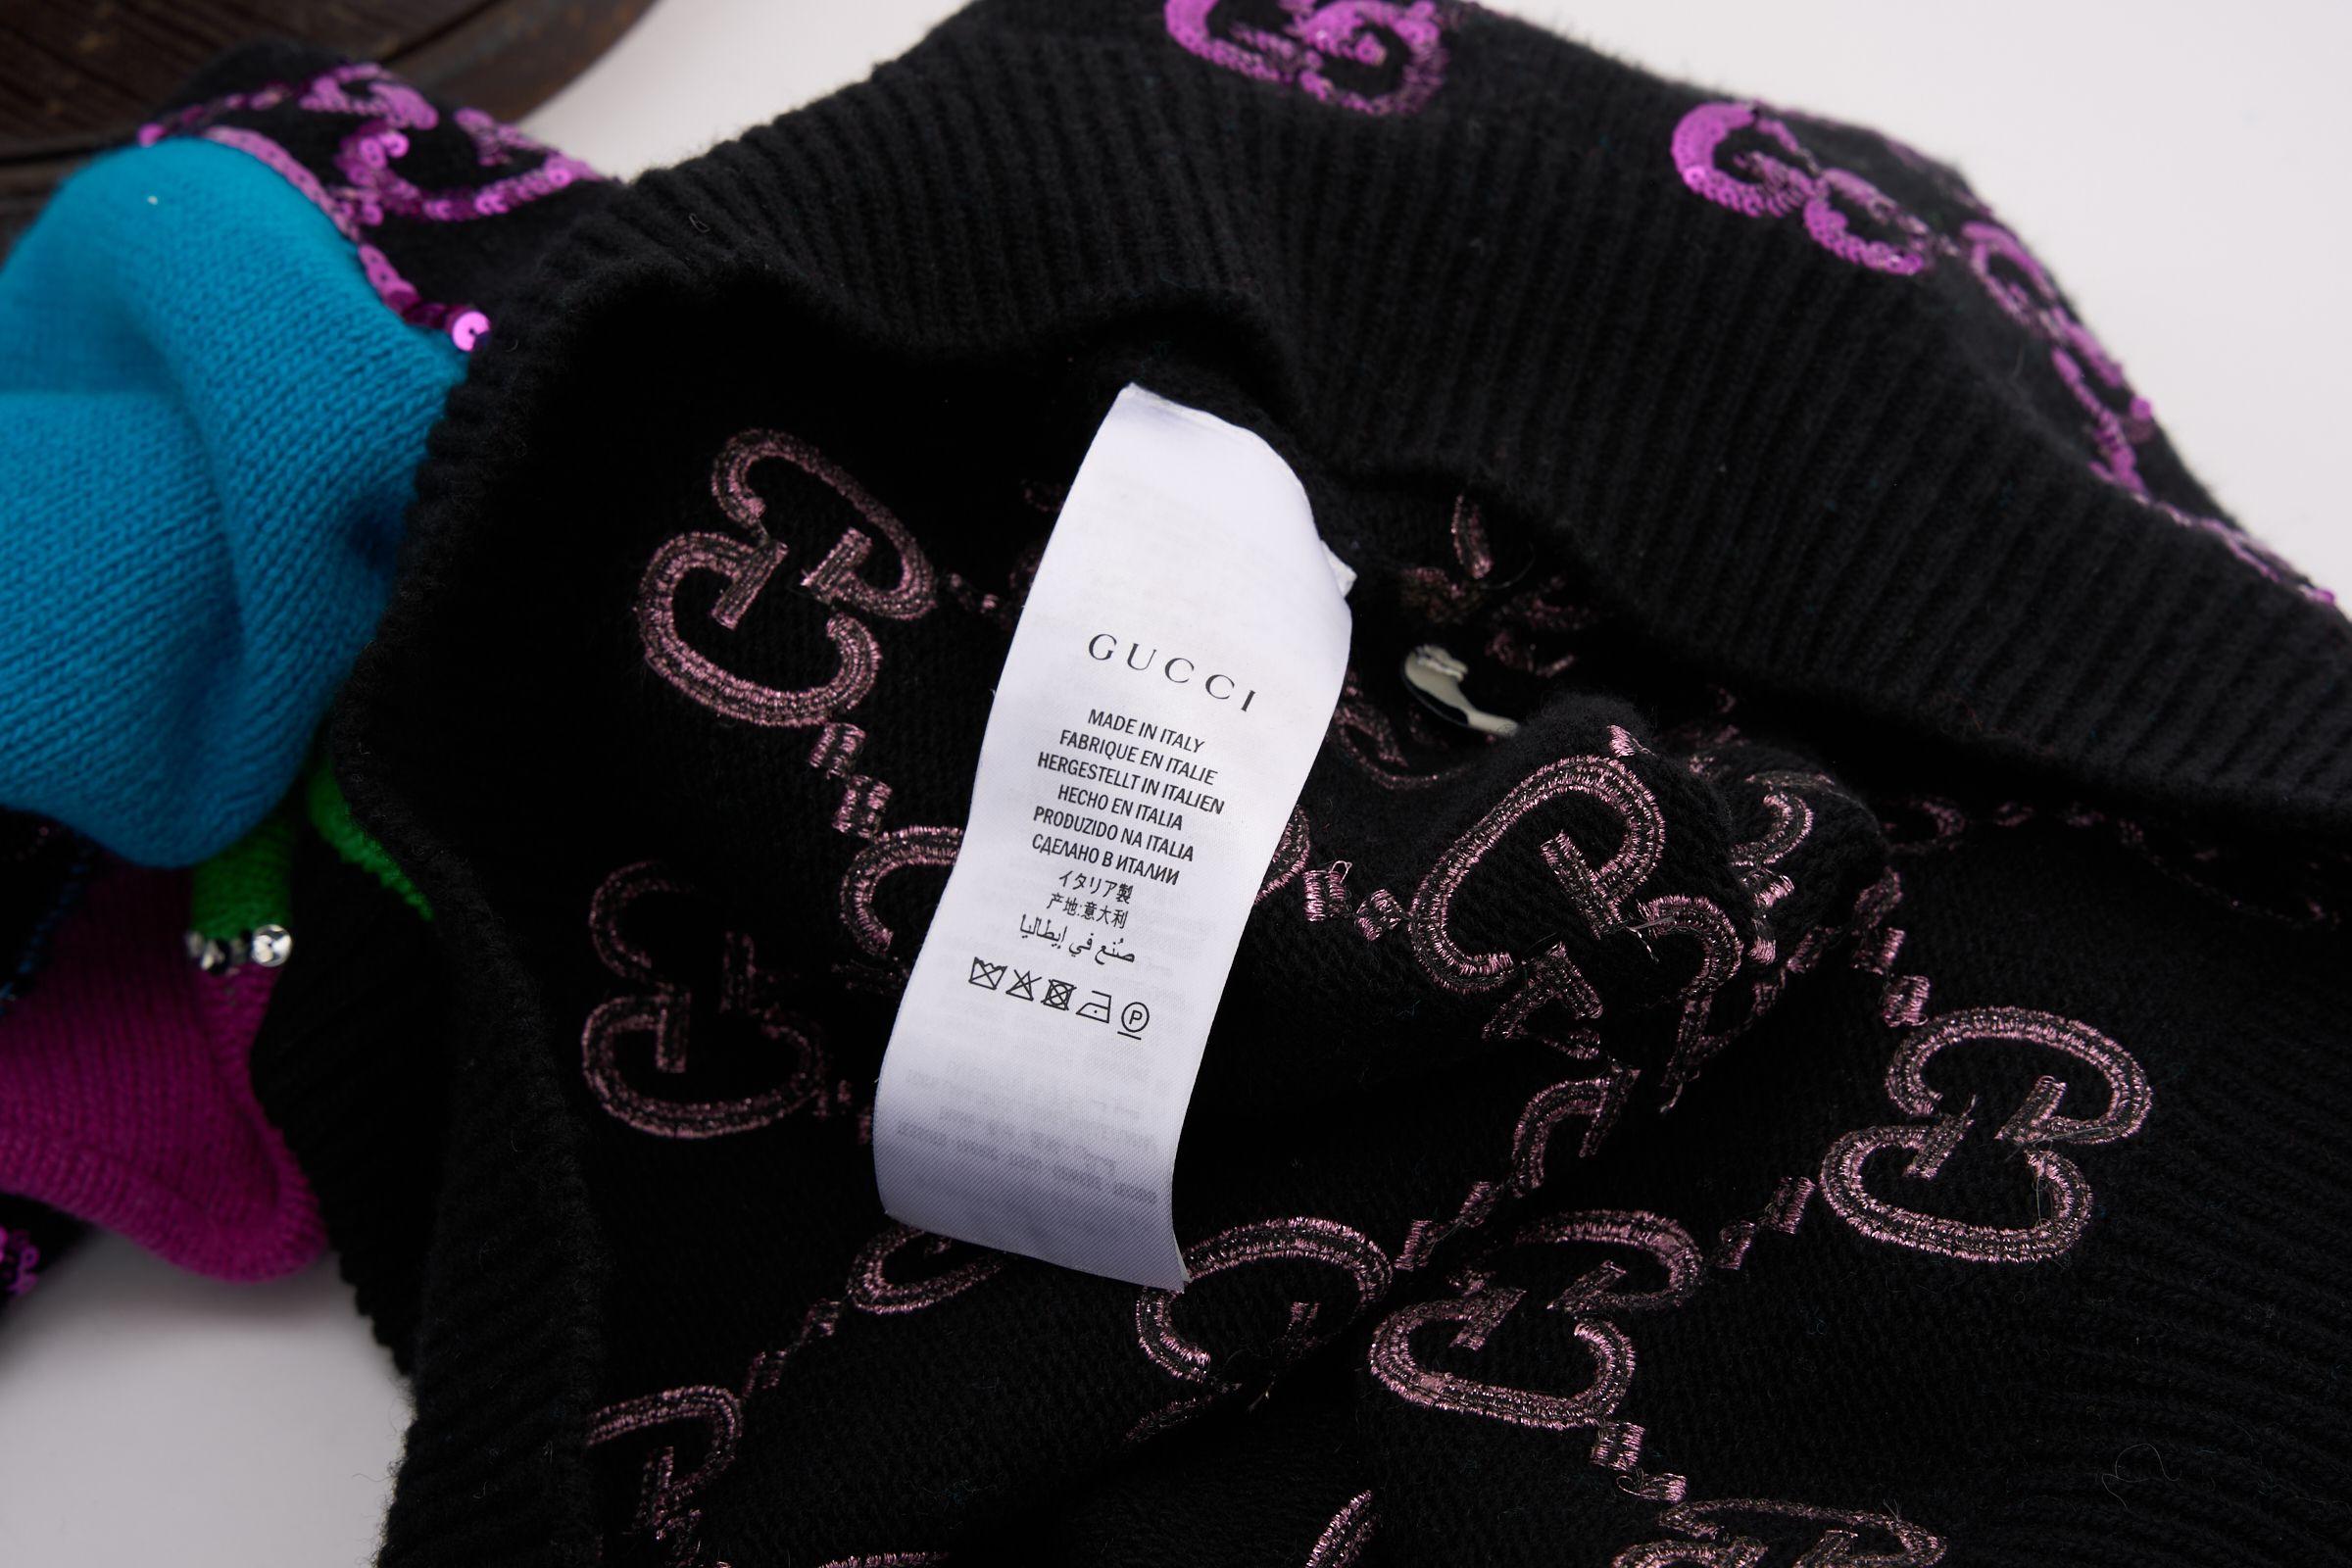 GUCCI
MADE IN ITALY
FABRIQUE EN ITALIE
HERGESTELLT IN ITALIEN
HECHO EN ITALIA
PRODUZIDO NA ITALIA
СДЕЛАНО В ИТАЛИИ
イタリア製
产地:意大利
صُنع في إيطاليا
P